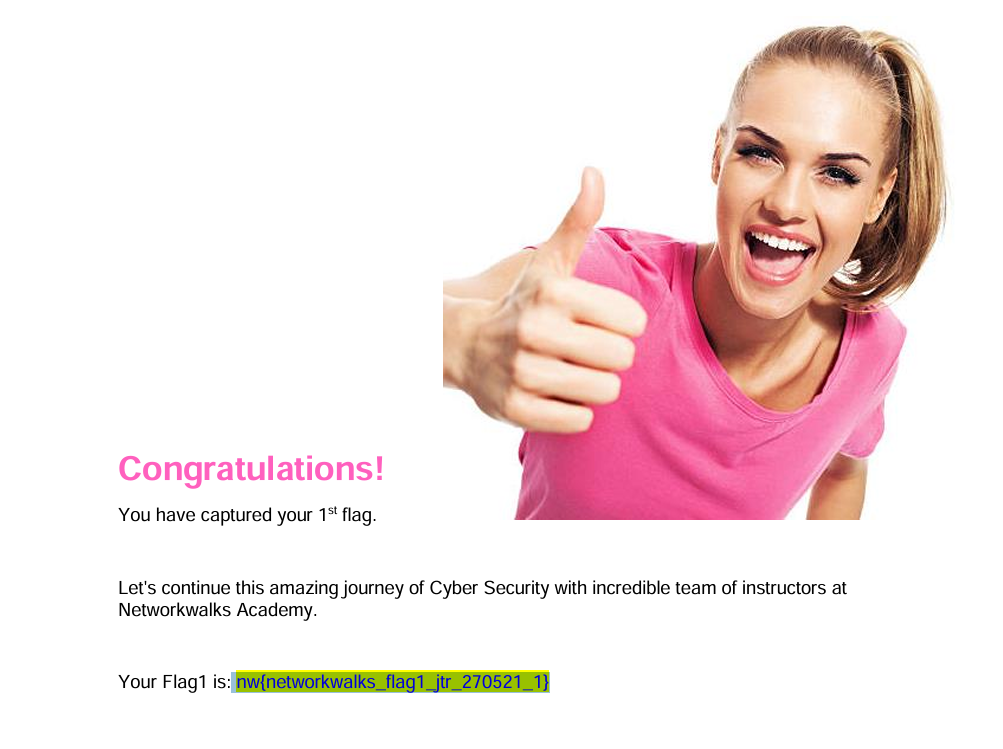 Congratulations!
You have captured your 1st flag.
Let's continue this amazing journey of Cyber Security with incredible team of instructors at
Networkwalks Academy.
Your Flag1 is: nw{networkwalks_flag1_jtr_270521_1}